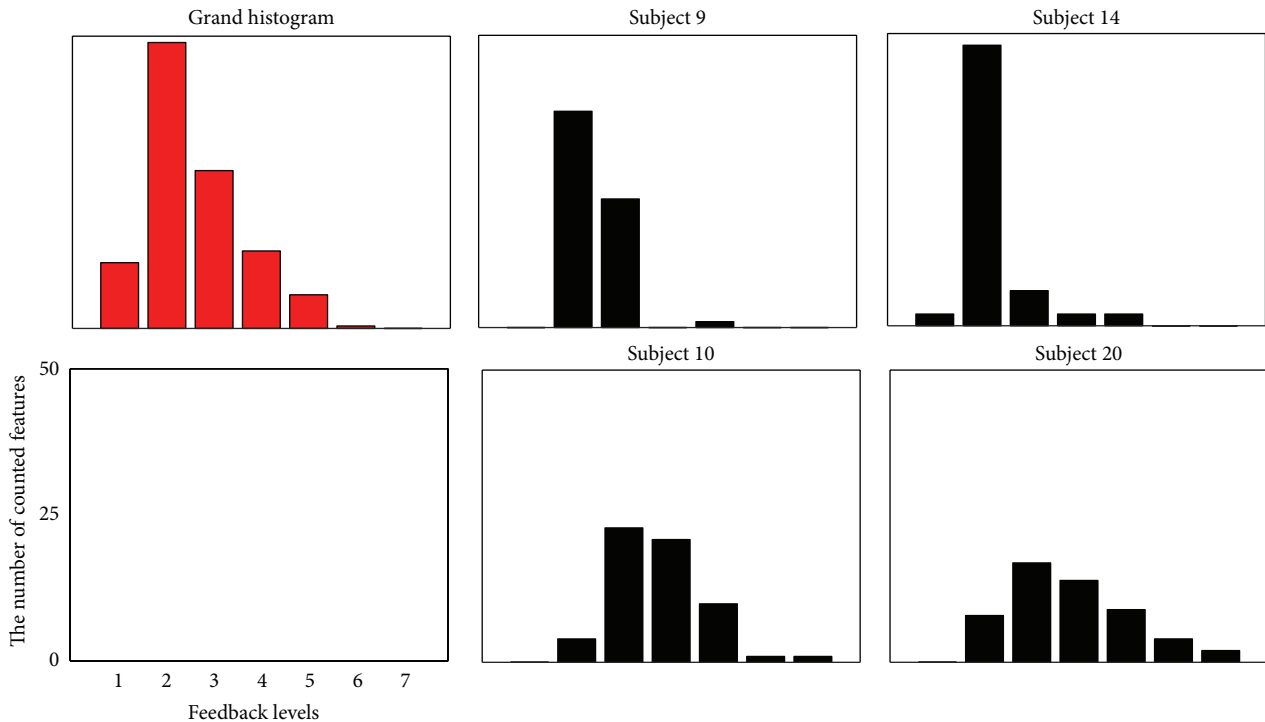 Grand histogram
Subject 9
Subject 14
Subject 10
Subject 20
The number of counted features
50
25
0
1 2 3 4 5 6 7
Feedback levels